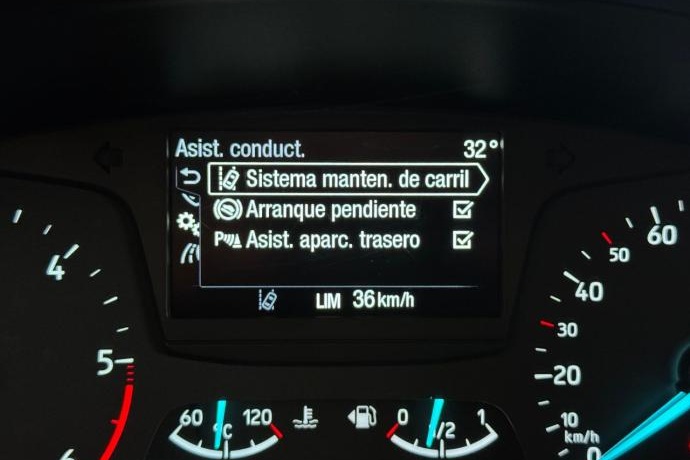 Asist. conduct. 32°
Sistema manten. de carril
Arranque pendiente
P Asist. aparc. trasero
LIM 36 km/h
4
5
6
60 °C 120
0 1/2 1
60
50
40
30
20
10
km/h
0